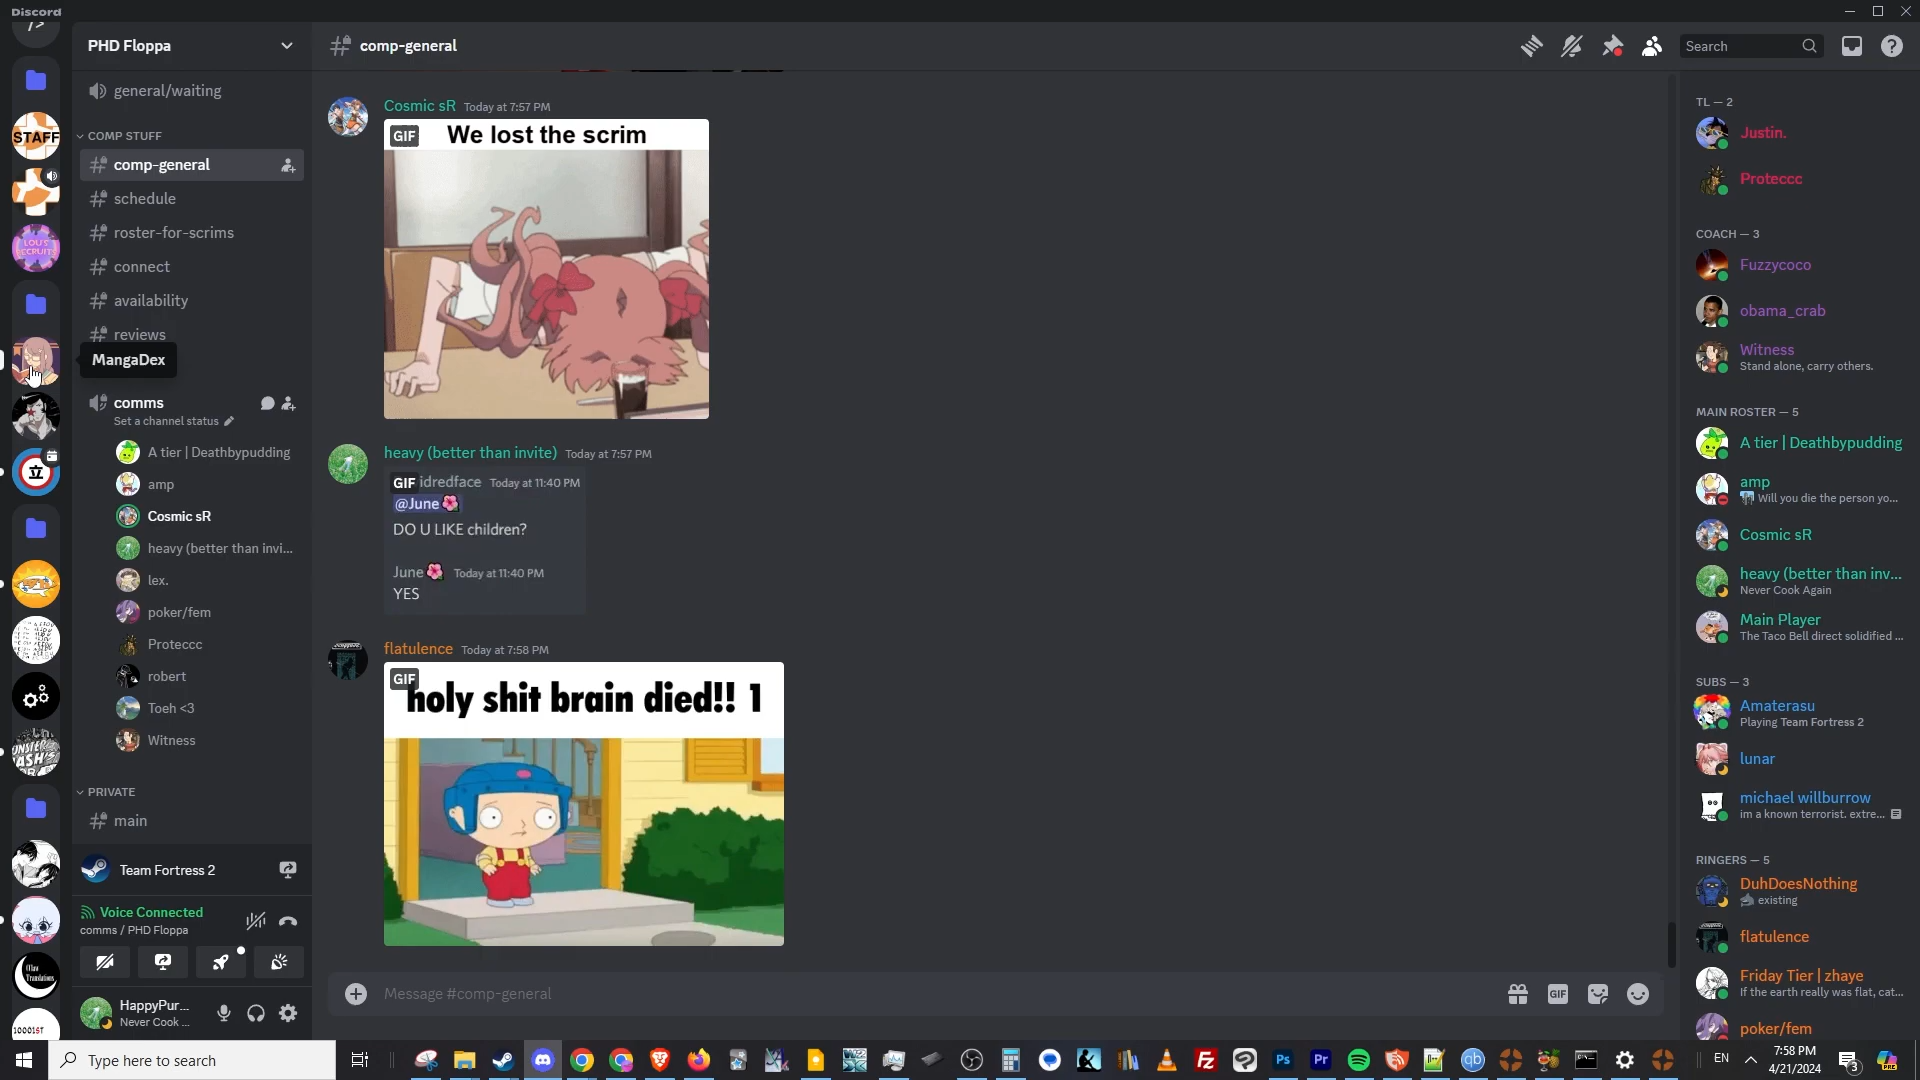 Discord
PHD Floppa
general/waiting
COMP STUFF
comp-general
schedule
roster-for-scrims
connect
availability
reviews
MangaDex
comms
Set a channel status
A tier | Deathbypudding
amp
Cosmic sR
heavy (better than invi...
lex.
poker/fem
Proteccc
robert
Toeh <3
Witness
PRIVATE
main
Team Fortress 2
Voice Connected
comms / PHD Floppa
HappyPur...
Never Cook ...
STAFF
LOU'S
RECRUITS
立
10001ST
comp-general
Search
Cosmic sR Today at 7:57 PM
GIF
We lost the scrim
heavy (better than invite) Today at 7:57 PM
GIF idredface Today at 11:40 PM
@June
DO U LIKE children?
June Today at 11:40 PM
YES
flatulence Today at 7:58 PM
GIF
holy shit brain died!! 1
Message #comp-general
GIF
TL — 2
Justin.
Proteccc
COACH — 3
Fuzzycoco
obama_crab
Witness
Stand alone, carry others.
MAIN ROSTER — 5
A tier | Deathbypudding
amp
Will you die the person yo...
Cosmic sR
heavy (better than inv...
Never Cook Again
Main Player
The Taco Bell direct solidified ...
SUBS — 3
Amaterasu
Playing Team Fortress 2
lunar
michael willburrow
im a known terrorist. extre...
RINGERS — 5
DuhDoesNothing
existing
flatulence
Friday Tier | zhaye
If the earth really was flat, cat...
poker/fem
Type here to search
Ps
Pr
qb
EN
7:58 PM
4/21/2024
3